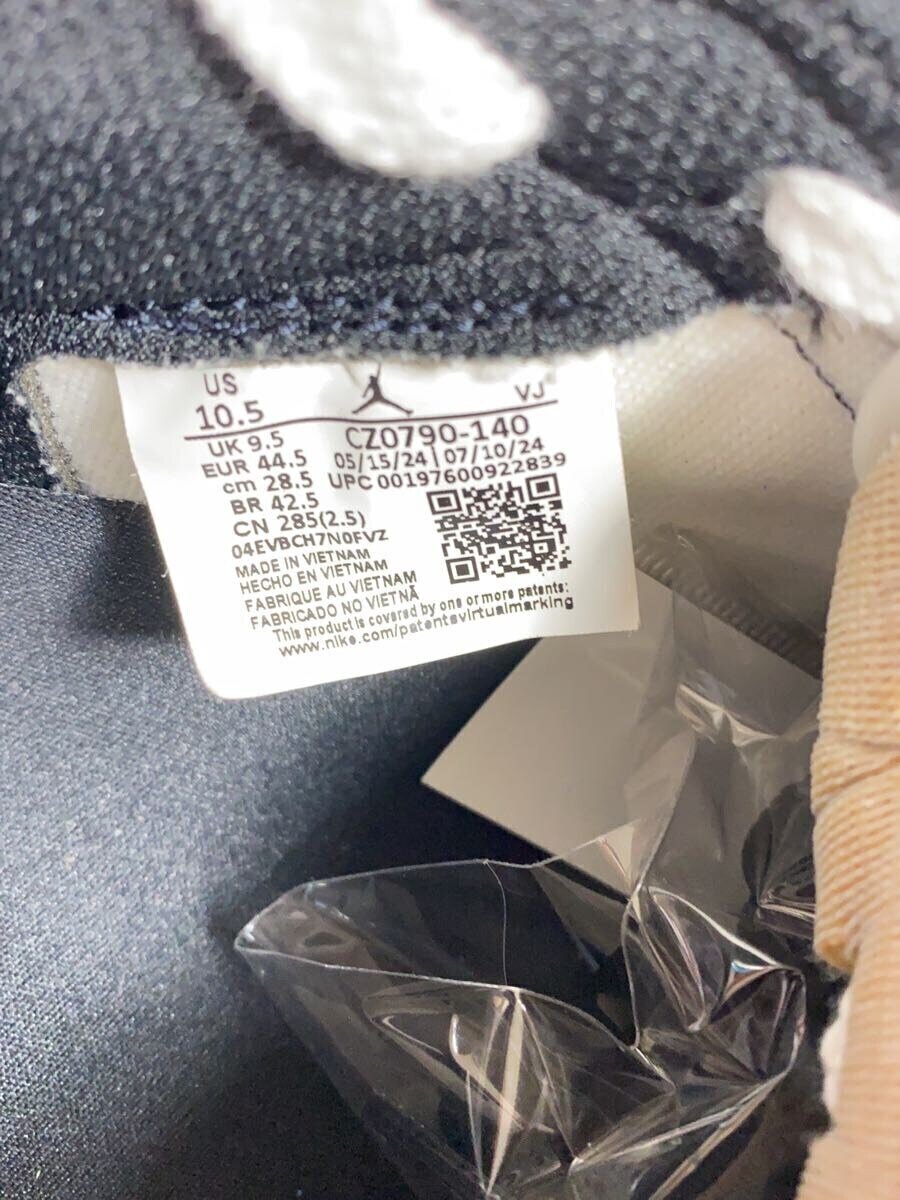 US VJ
10.5
UK 9.5 CZ0790-140
EUR 44.5 05/15/24 | 07/10/24
cm 28.5 UPC 00197600922839
BR 42.5
CN 285(2.5)
04EVBCH7N0FVZ
MADE IN VIETNAM
HECHO EN VIETNAM
FABRIQUE AU VIETNAM
FABRICADO NO VIETNÃ
This product is covered by one or more patents:
www.nike.com/patentsvirtualmarking